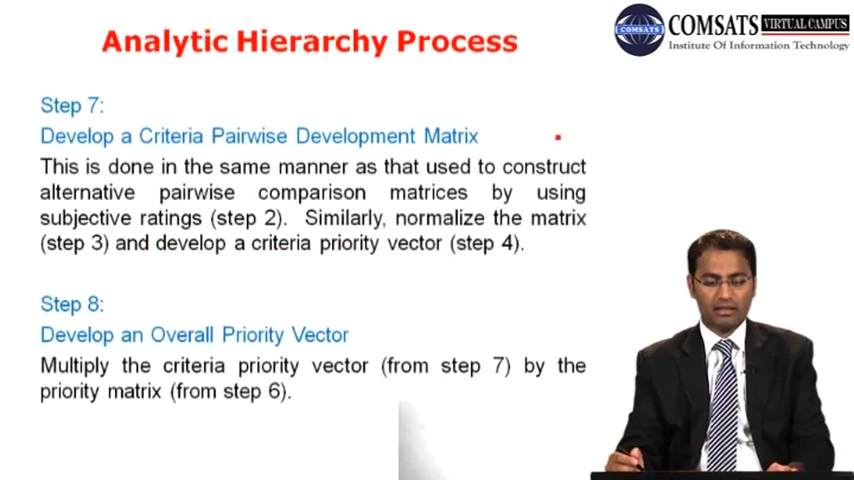 Analytic Hierarchy Process
COMSATS VIRTUAL CAMPUS
Institute Of Information Technology
COMSATS
Step 7:
Develop a Criteria Pairwise Development Matrix
This is done in the same manner as that used to construct
alternative pairwise comparison matrices by using
subjective ratings (step 2). Similarly, normalize the matrix
(step 3) and develop a criteria priority vector (step 4).
Step 8:
Develop an Overall Priority Vector
Multiply the criteria priority vector (from step 7) by the
priority matrix (from step 6).